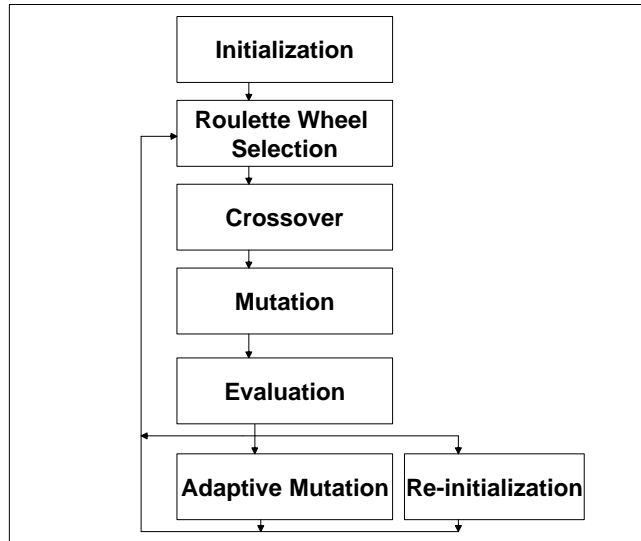 Initialization
Roulette Wheel
Selection
Crossover
Mutation
Evaluation
Adaptive Mutation
Re-initialization